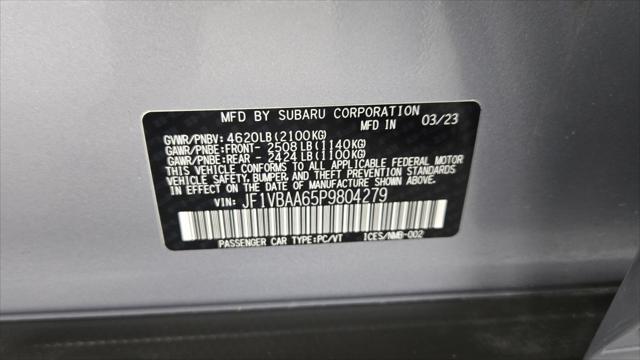 MFD BY SUBARU CORPORATION
MFD IN 03/23
GVWR/PNBV: 4620LB(2100KG)
GAWR/PNBE:FRONT- 2508LB(1140KG)
GAWR/PNBE:REAR - 2424LB(1100KG)
THIS VEHICLE CONFORMS TO ALL APPLICABLE FEDERAL MOTOR
VEHICLE SAFETY, BUMPER, AND THEFT PREVENTION STANDARDS
IN EFFECT ON THE DATE OF MANUFACTURE SHOWN ABOVE.
VIN: JF1VBAA65P9804279
PASSENGER CAR TYPE:PC/VT ICES/NMB-002